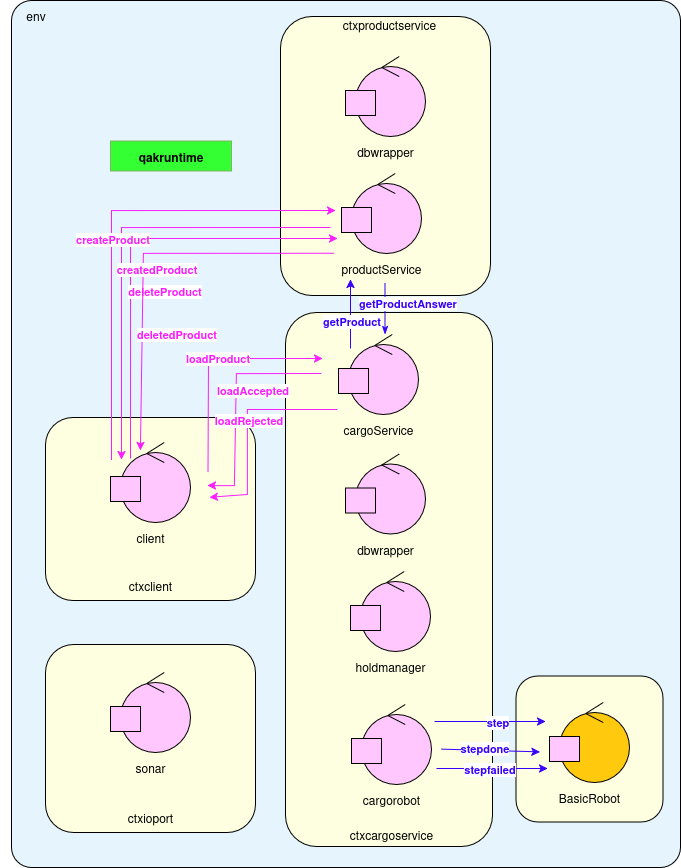 env
ctxproductservice
dbwrapper
qakruntime
productService
createProduct
createdProduct
deleteProduct
getProductAnswer
getProduct
deletedProduct
loadProduct
loadAccepted
loadRejected
cargoService
client
dbwrapper
ctxclient
holdmanager
step
stepdone
stepfailed
sonar
cargorobot
BasicRobot
ctxioport
ctxcargoservice